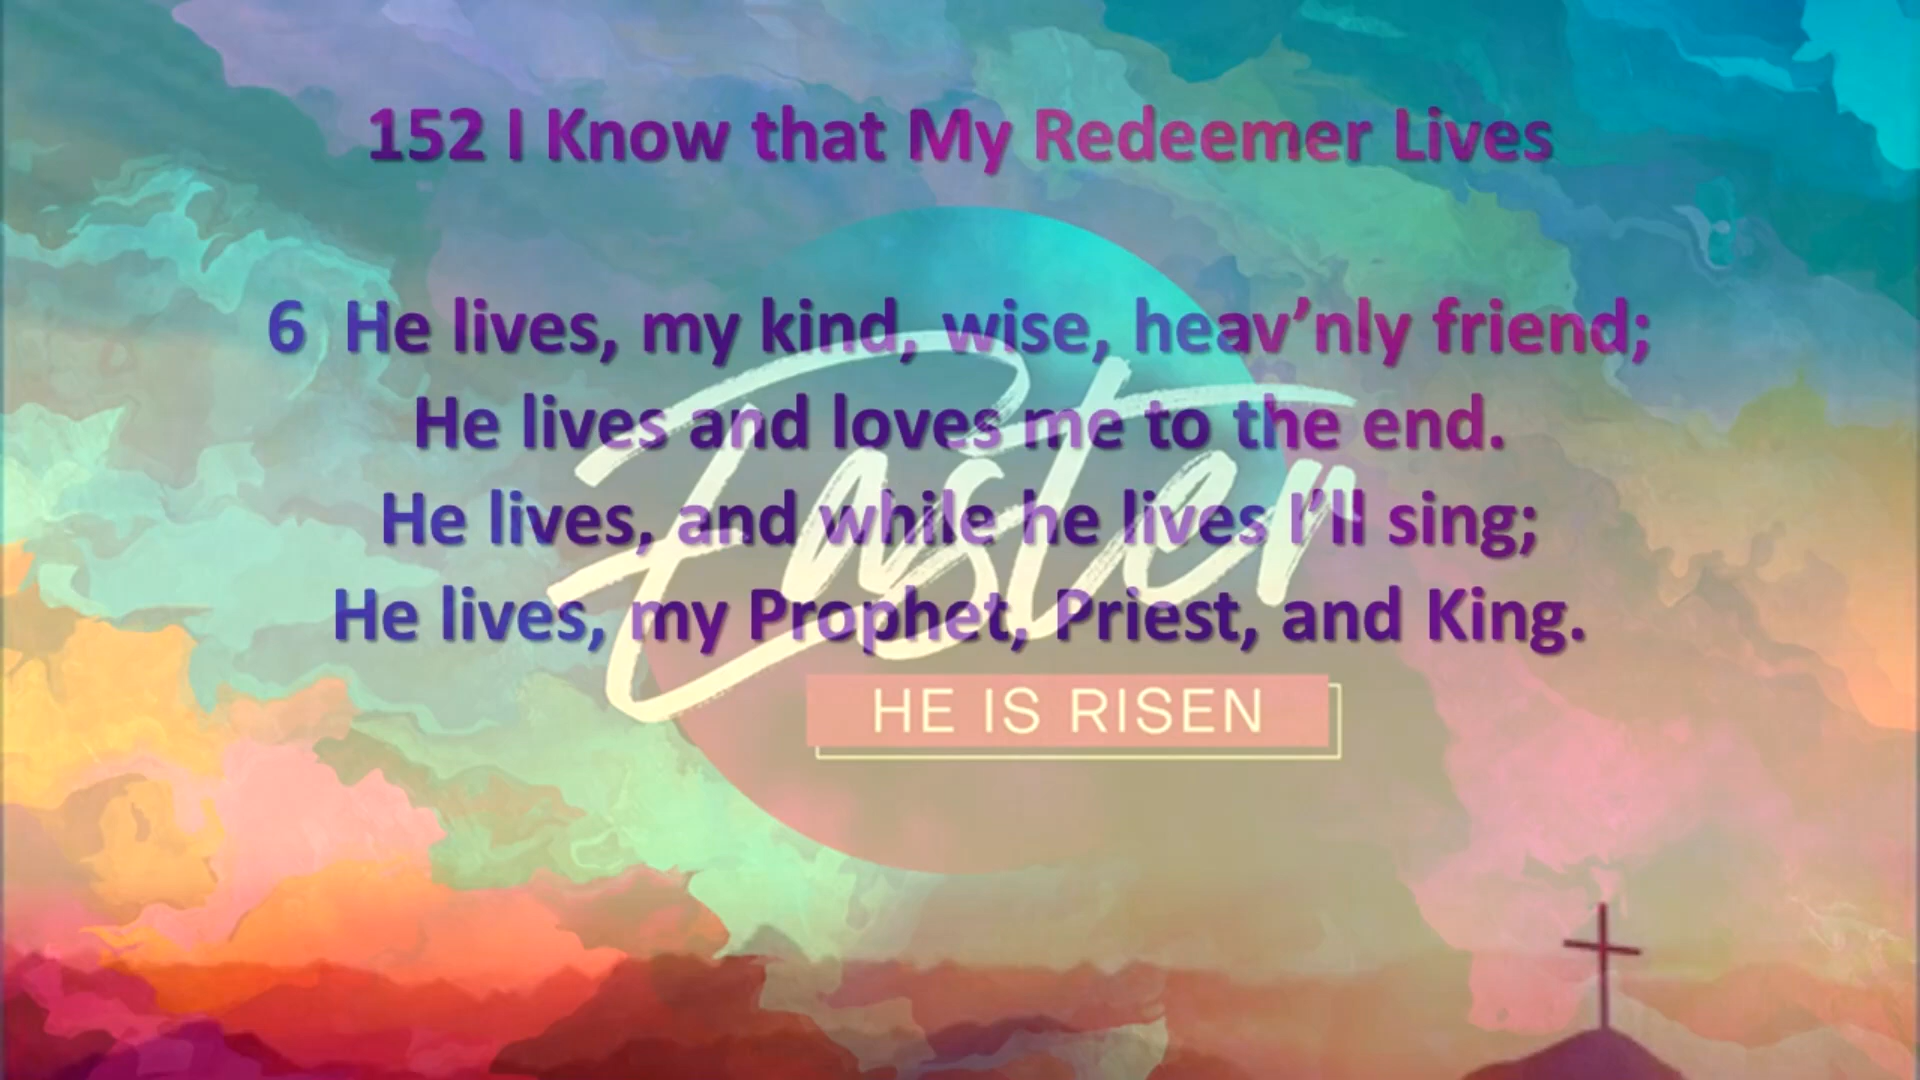 152 I Know that My Redeemer Lives
6 He lives, my kind, wise, heav’nly friend;
He lives and loves me to the end.
He lives, and while he lives I’ll sing;
He lives, my Prophet, Priest, and King.
Easter
HE IS RISEN